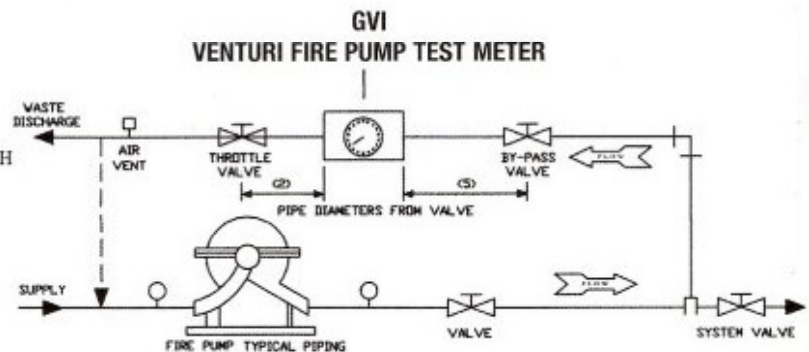 GVI
VENTURI FIRE PUMP TEST METER
WASTE
DISCHARGE
H
AIR
VENT
THROTTLE
VALVE
BY-PASS
VALVE
FLOW
(2)
(5)
PIPE DIAMETERS FROM VALVE
SUPPLY
FLOW
VALVE
SYSTEM VALVE
FIRE PUMP TYPICAL PIPING